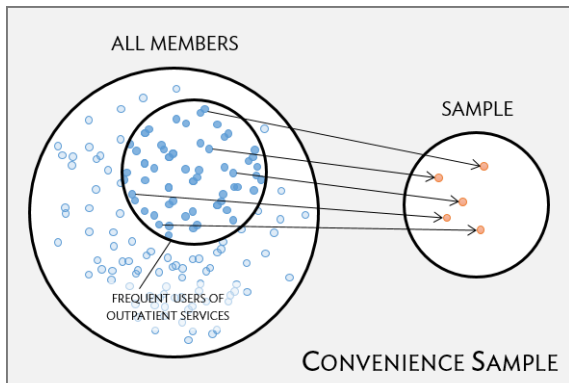 ALL MEMBERS
SAMPLE
FREQUENT USERS OF
OUTPATIENT SERVICES
CONVENIENCE SAMPLE